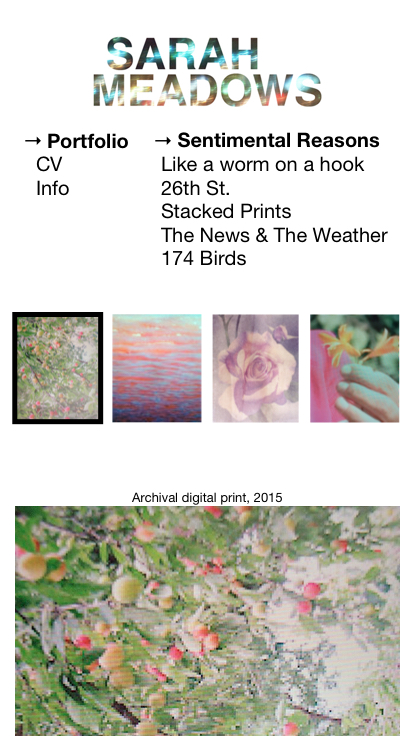 SARAH
MEADOWS
→ Portfolio
CV
Info
→ Sentimental Reasons
Like a worm on a hook
26th St.
Stacked Prints
The News & The Weather
174 Birds
Archival digital print, 2015